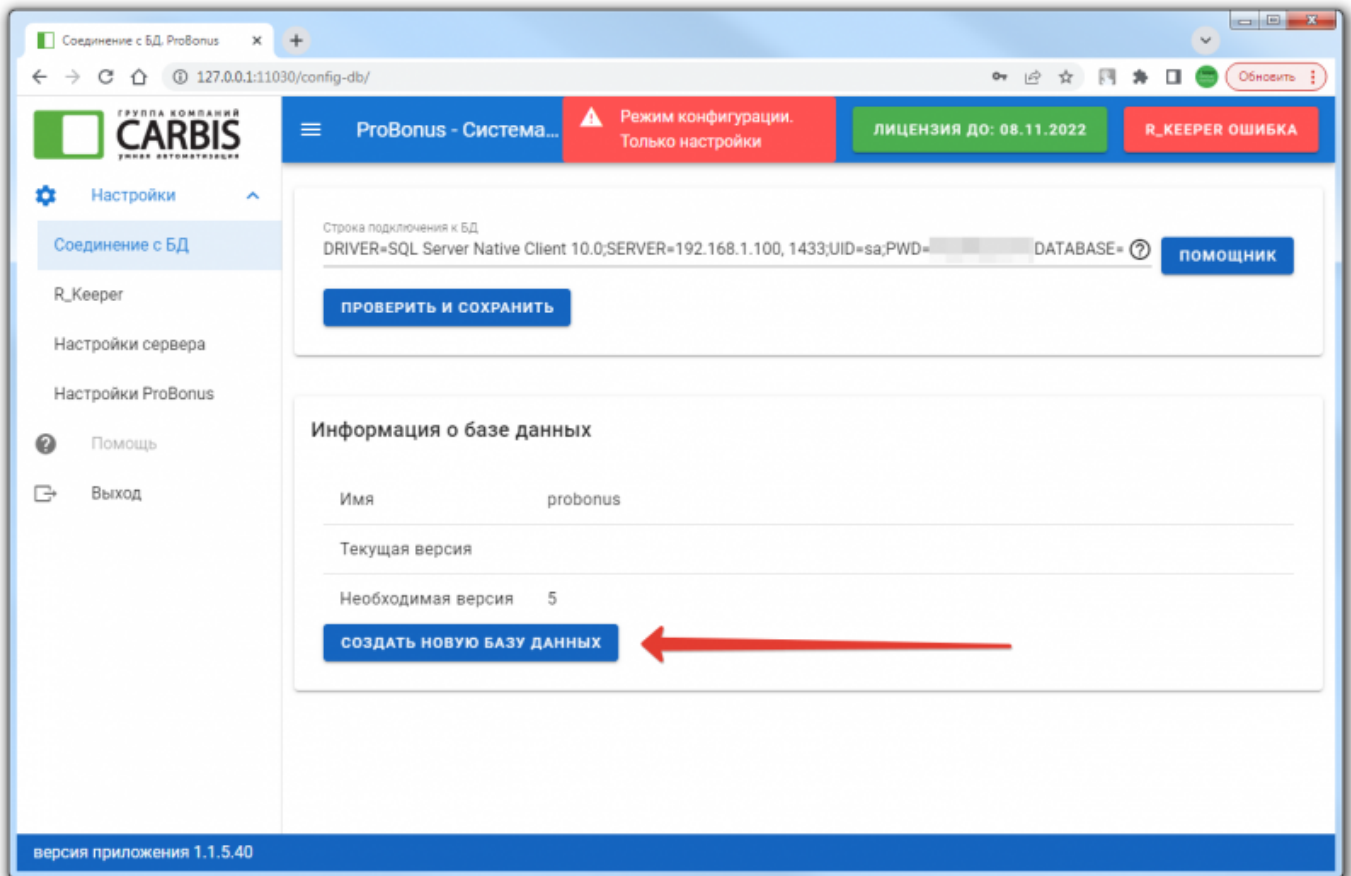 Соединение с БД, ProBonus
127.0.0.1:11030/config-db/
Обновить
ГРУППА КОМПАНИЙ
CARBIS
умная автоматизация
ProBonus - Система...
Режим конфигурации.
Только настройки
ЛИЦЕНЗИЯ ДО: 08.11.2022
R_KEEPER ОШИБКА
Настройки
Соединение с БД
R_Keeper
Настройки сервера
Настройки ProBonus
Помощь
Выход
Строка подключения к БД
DRIVER=SQL Server Native Client 10.0;SERVER=192.168.1.100, 1433;UID=sa;PWD= DATABASE=
ПОМОЩНИК
ПРОВЕРИТЬ И СОХРАНИТЬ
Информация о базе данных
Имя probonus
Текущая версия
Необходимая версия 5
СОЗДАТЬ НОВУЮ БАЗУ ДАННЫХ
версия приложения 1.1.5.40